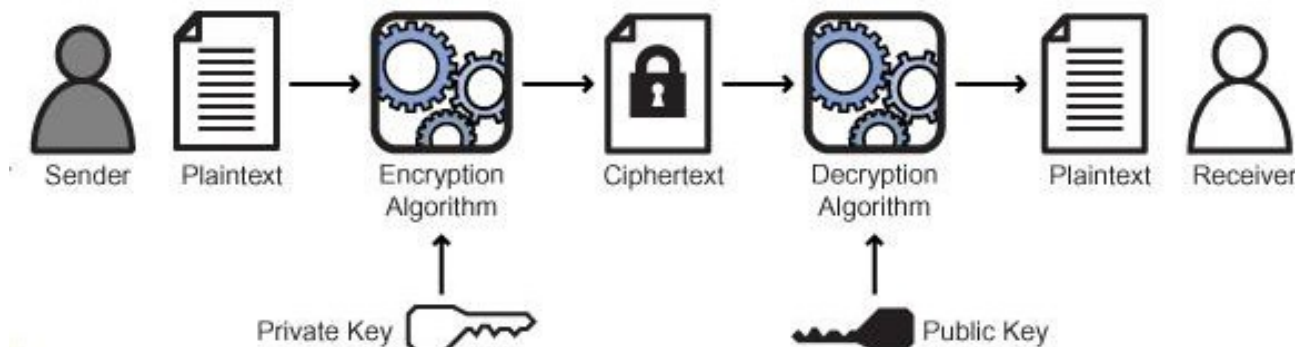 Sender
Plaintext
Encryption
Algorithm
Ciphertext
Decryption
Algorithm
Plaintext
Receiver
Private Key
Public Key